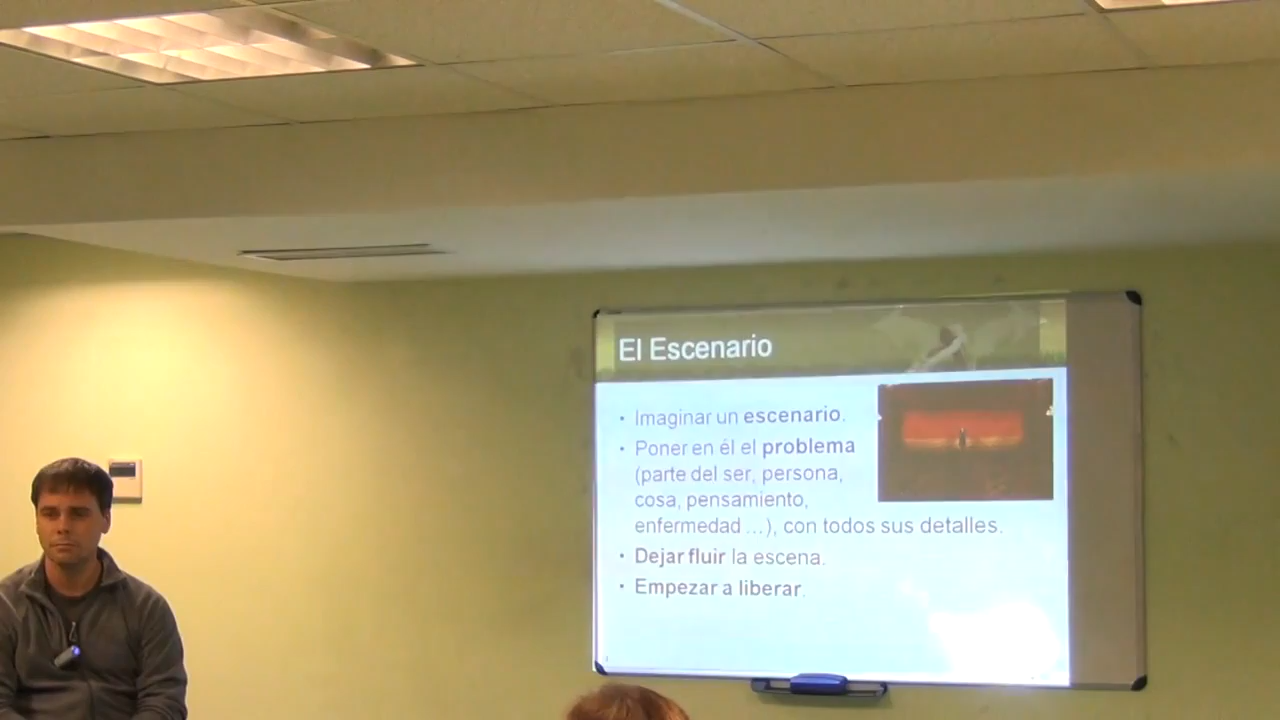 El Escenario
• Imaginar un escenario.
• Poner en él el problema
(parte del ser, persona,
cosa, pensamiento,
enfermedad ...), con todos sus detalles.
• Dejar fluir la escena.
• Empezar a liberar.